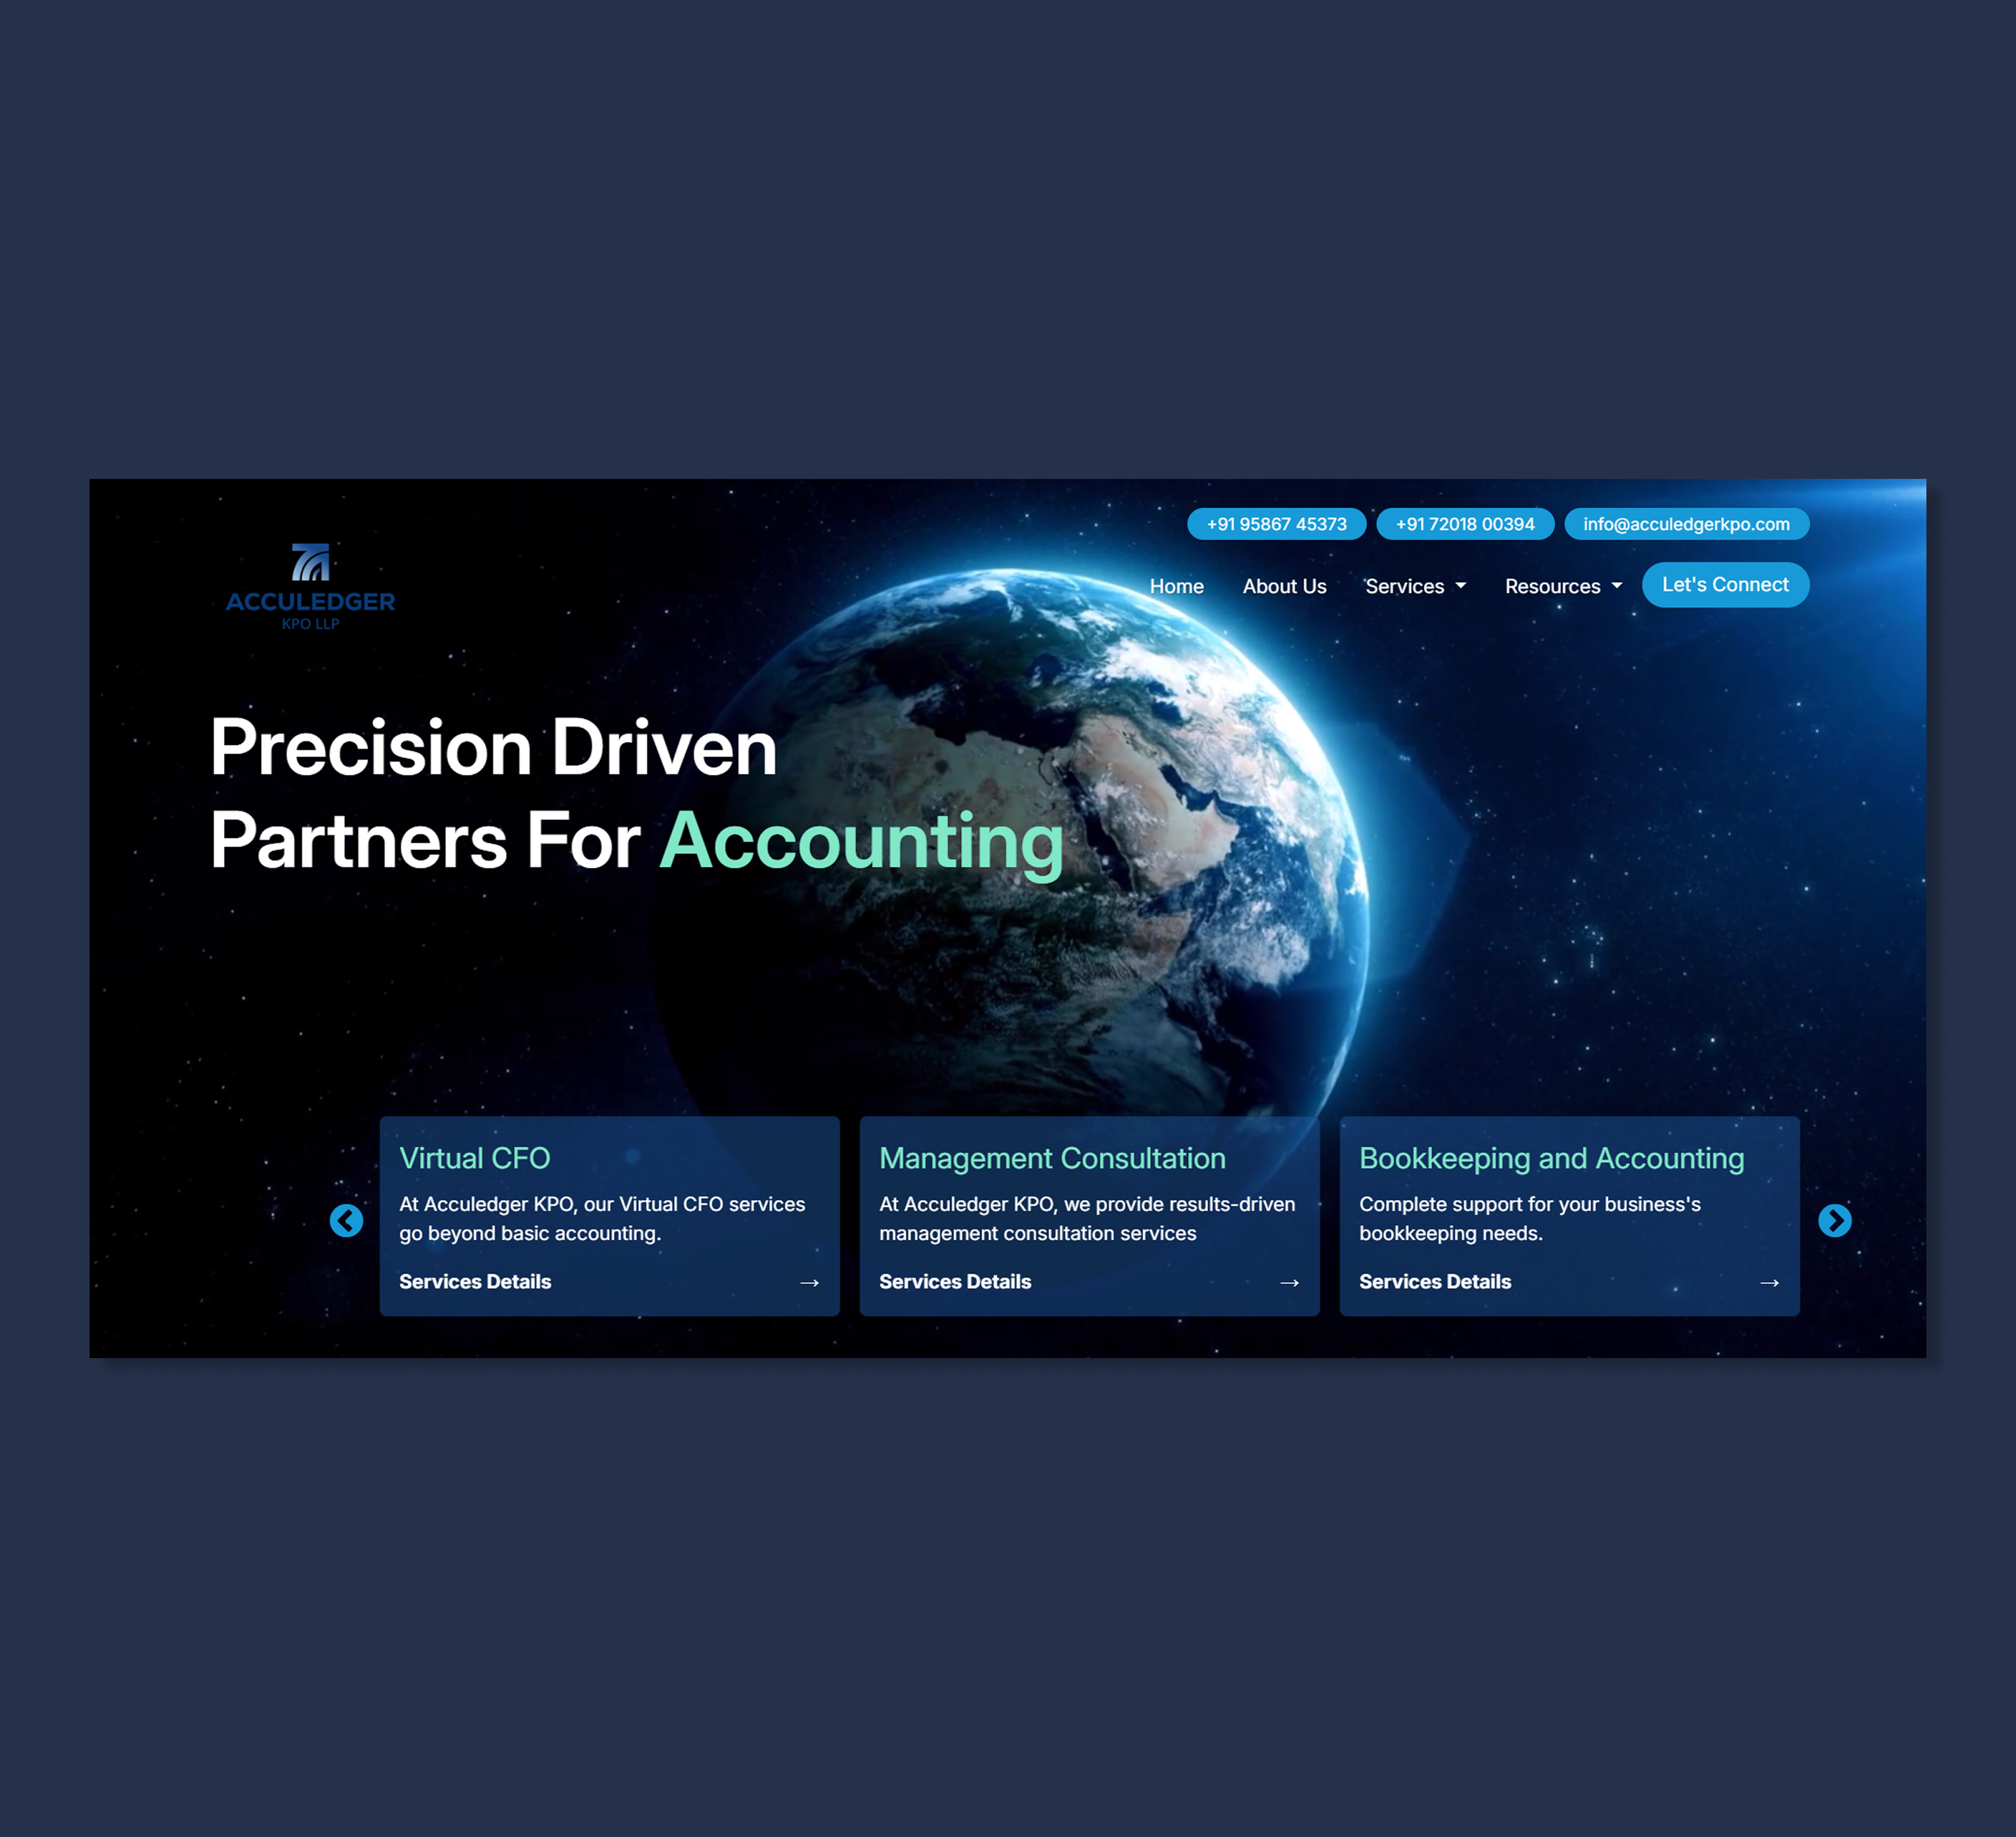 +91 95867 45373 +91 72018 00394 info@acculedgerkpo.com
ACCULEDGER
KPO LLP
Home About Us Services Resources Let's Connect
Precision Driven
Partners For Accounting
Virtual CFO
At Acculedger KPO, our Virtual CFO services
go beyond basic accounting.
Services Details →
Management Consultation
At Acculedger KPO, we provide results-driven
management consultation services
Services Details →
Bookkeeping and Accounting
Complete support for your business's
bookkeeping needs.
Services Details →